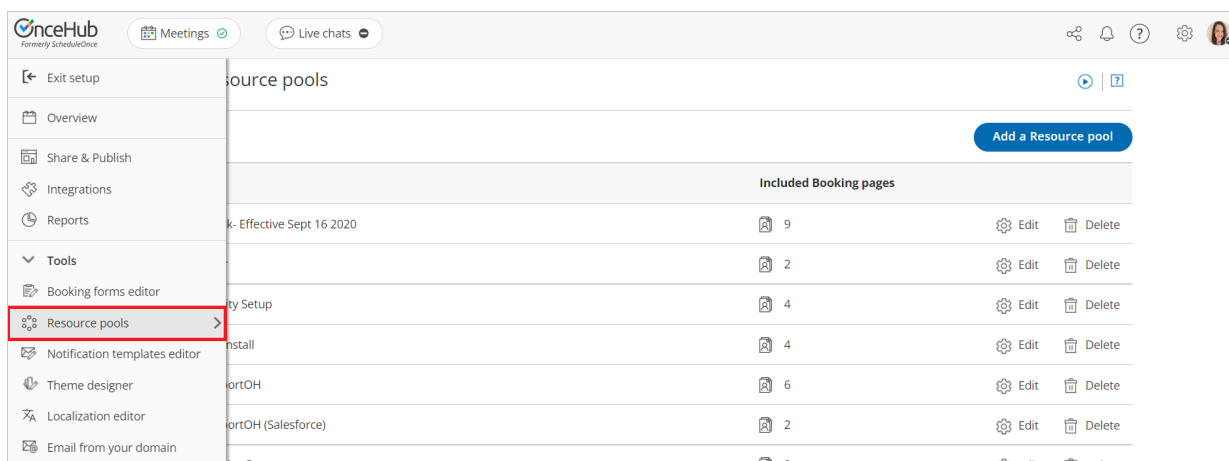 OnceHub
Formerly ScheduleOnce
Meetings
Live chats
?
Exit setup
source pools
?
Overview
Add a Resource pool
Share & Publish
Integrations
Included Booking pages
Reports
k- Effective Sept 16 2020
9
Edit
Delete
Tools
2
Edit
Delete
Booking forms editor
ity Setup
4
Edit
Delete
Resource pools
nstall
4
Edit
Delete
Notification templates editor
Theme designer
ortOH
6
Edit
Delete
Localization editor
ortOH (Salesforce)
2
Edit
Delete
Email from your domain